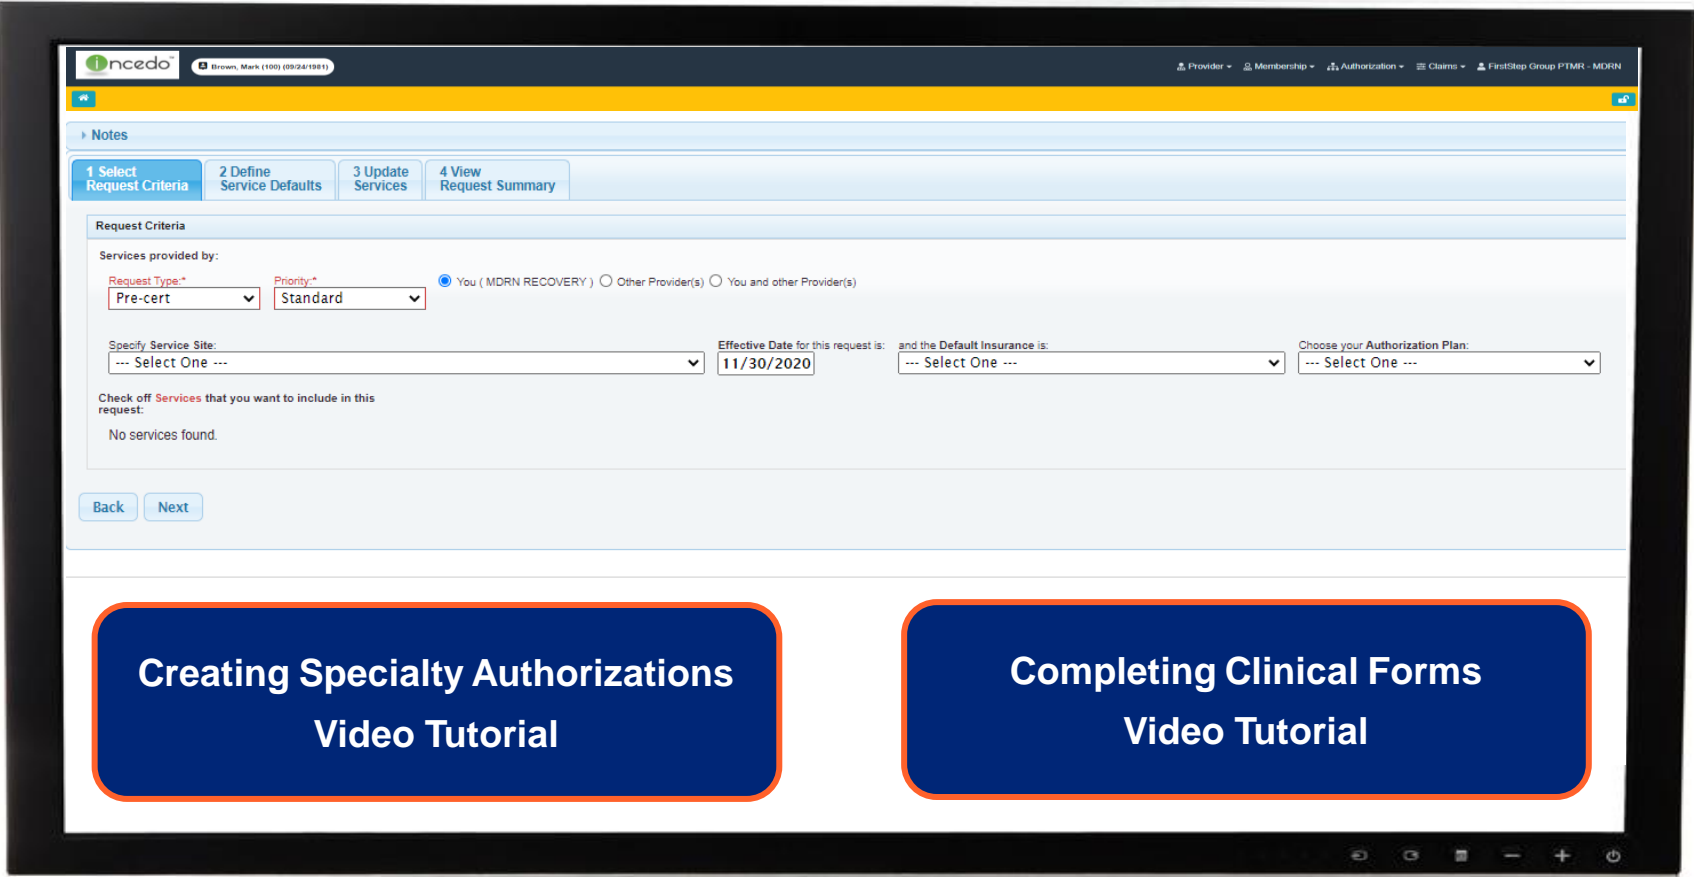 incedo™
Brown, Mark (100) (09/24/1981)
Provider
Membership
Authorization
Claims
FirstStep Group PTMR - MDRN
Notes
1 Select
Request Criteria
2 Define
Service Defaults
3 Update
Services
4 View
Request Summary
Request Criteria
Services provided by:
Request Type:*
Priority:*
Pre-cert
Standard
You ( MDRN RECOVERY )
Other Provider(s)
You and other Provider(s)
Specify Service Site:
Effective Date for this request is:
and the Default Insurance is:
Choose your Authorization Plan:
--- Select One ---
11/30/2020
--- Select One ---
--- Select One ---
Check off Services that you want to include in this
request:
No services found.
Back
Next
Creating Specialty Authorizations
Video Tutorial
Completing Clinical Forms
Video Tutorial